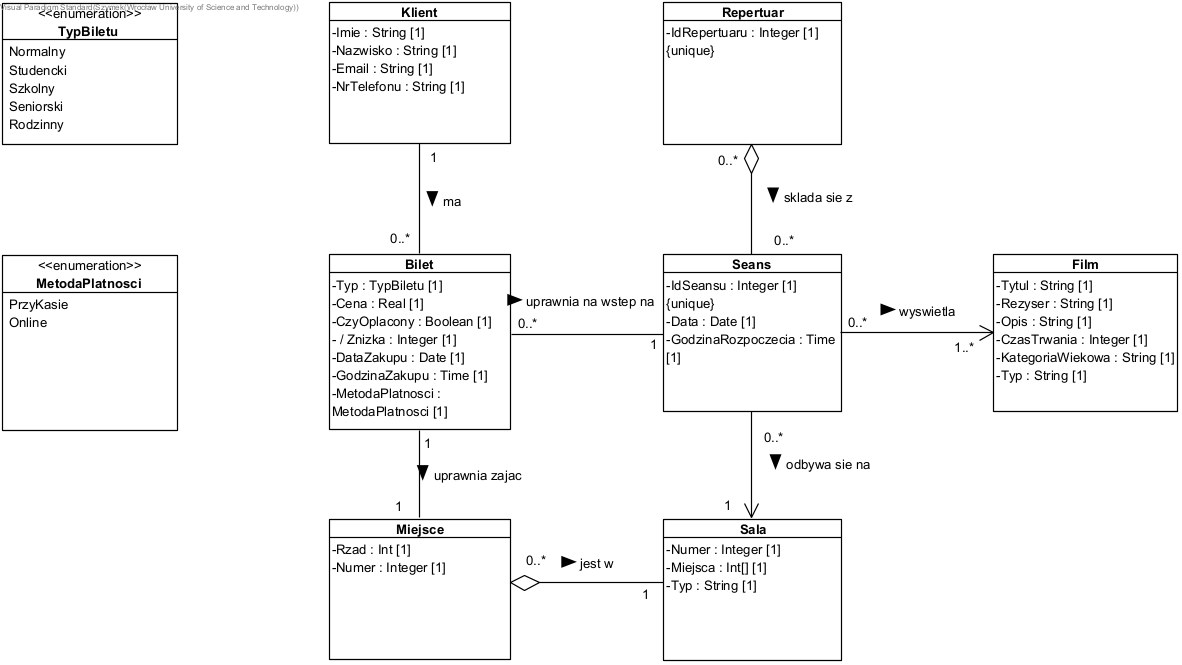 Visual Paradigm Standard(Szymek(Wrocław University of Science and Technology))
<<enumeration>>
TypBiletu
Normalny
Studencki
Szkolny
Seniorski
Rodzinny
Klient
-Imie : String [1]
-Nazwisko : String [1]
-Email : String [1]
-NrTelefonu : String [1]
Repertuar
-IdRepertuaru : Integer [1]
{unique}
1
ma
0..*
0..*
sklada sie z
0..*
<<enumeration>>
MetodaPlatnosci
PrzyKasie
Online
Bilet
-Typ : TypBiletu [1]
-Cena : Real [1]
-CzyOplacony : Boolean [1]
- / Znizka : Integer [1]
-DataZakupu : Date [1]
-GodzinaZakupu : Time [1]
-MetodaPlatnosci :
MetodaPlatnosci [1]
uprawnia na wstep na
0..*
1
Seans
-IdSeansu : Integer [1]
{unique}
-Data : Date [1]
-GodzinaRozpoczecia : Time
[1]
wyswietla
0..*
1..*
Film
-Tytul : String [1]
-Rezyser : String [1]
-Opis : String [1]
-CzasTrwania : Integer [1]
-KategoriaWiekowa : String [1]
-Typ : String [1]
1
uprawnia zajac
1
0..*
odbywa sie na
1
Miejsce
-Rzad : Int [1]
-Numer : Integer [1]
0..*
jest w
1
Sala
-Numer : Integer [1]
-Miejsca : Int[] [1]
-Typ : String [1]